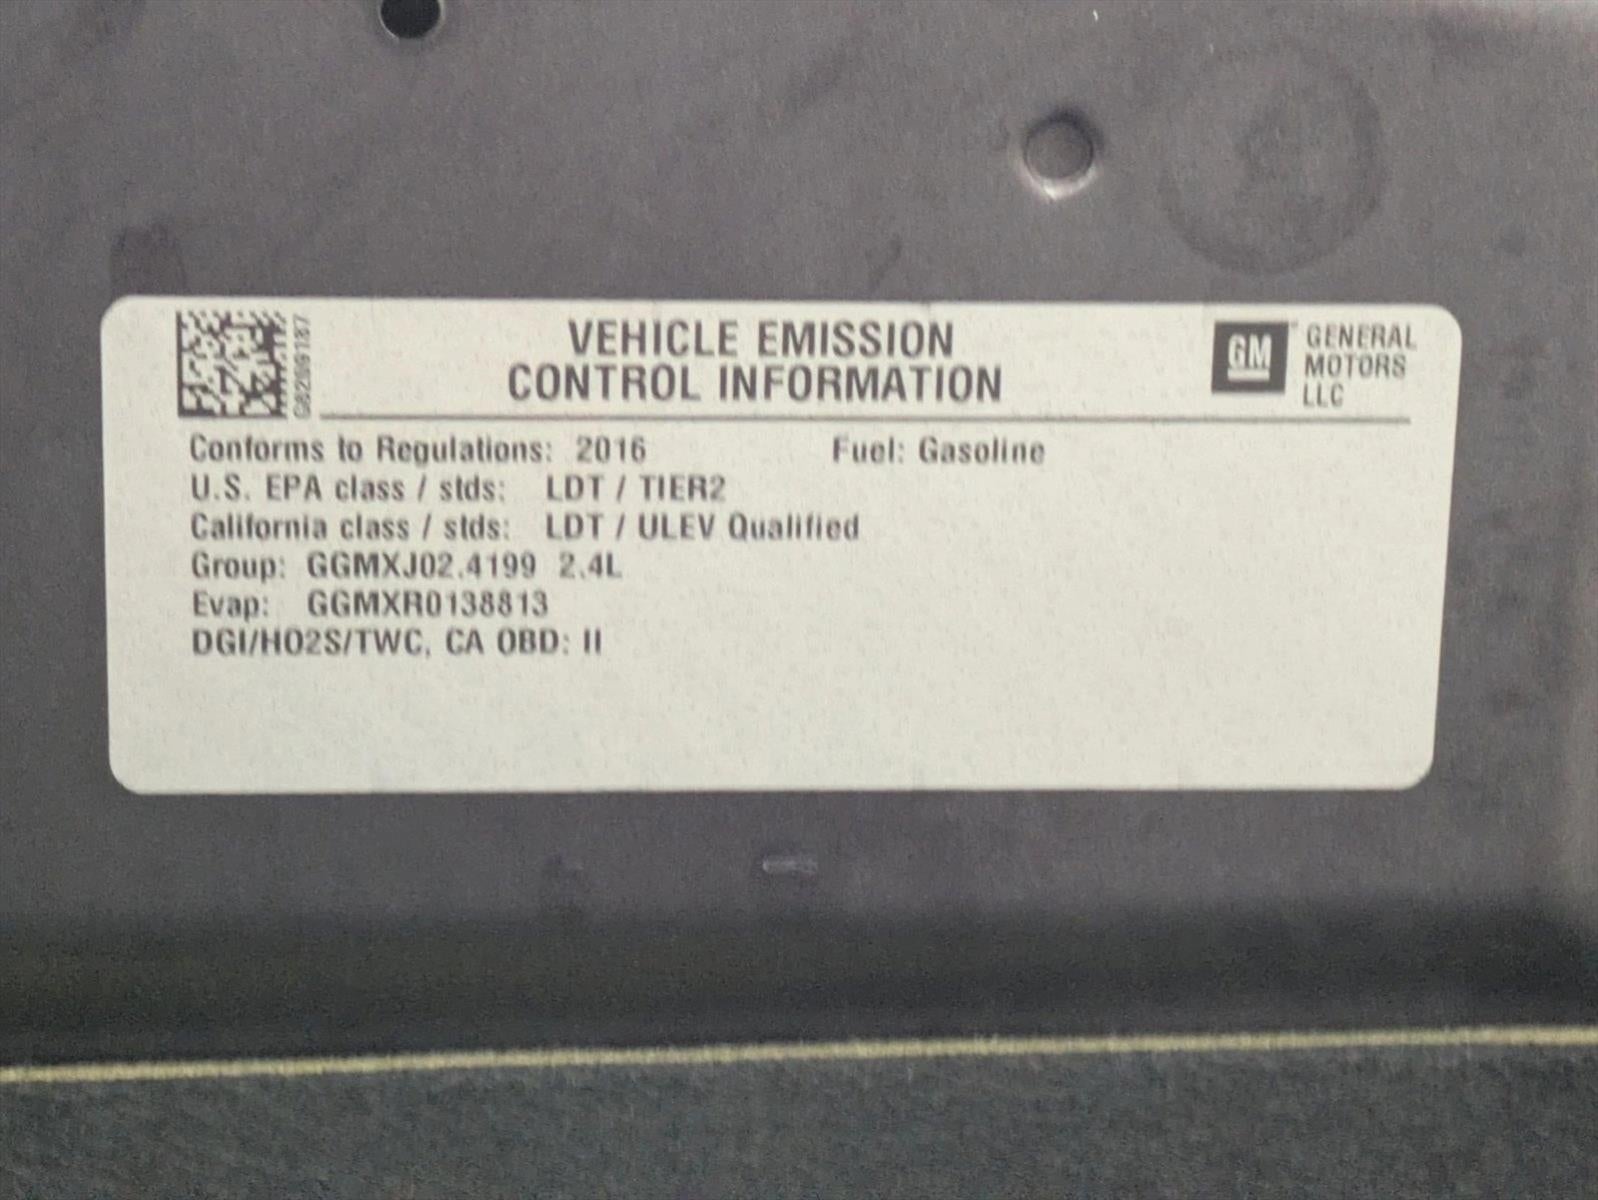 VEHICLE EMISSION
CONTROL INFORMATION
GM
GENERAL
MOTORS
LLC
Conforms to Regulations: 2016 Fuel: Gasoline
U.S. EPA class / stds: LDT / TIER2
California class / stds: LDT / ULEV Qualified
Group: GGMXJ02.4199 2.4L
Evap: GGMXR0138813
DGI/HO2S/TWC, CA OBD: II